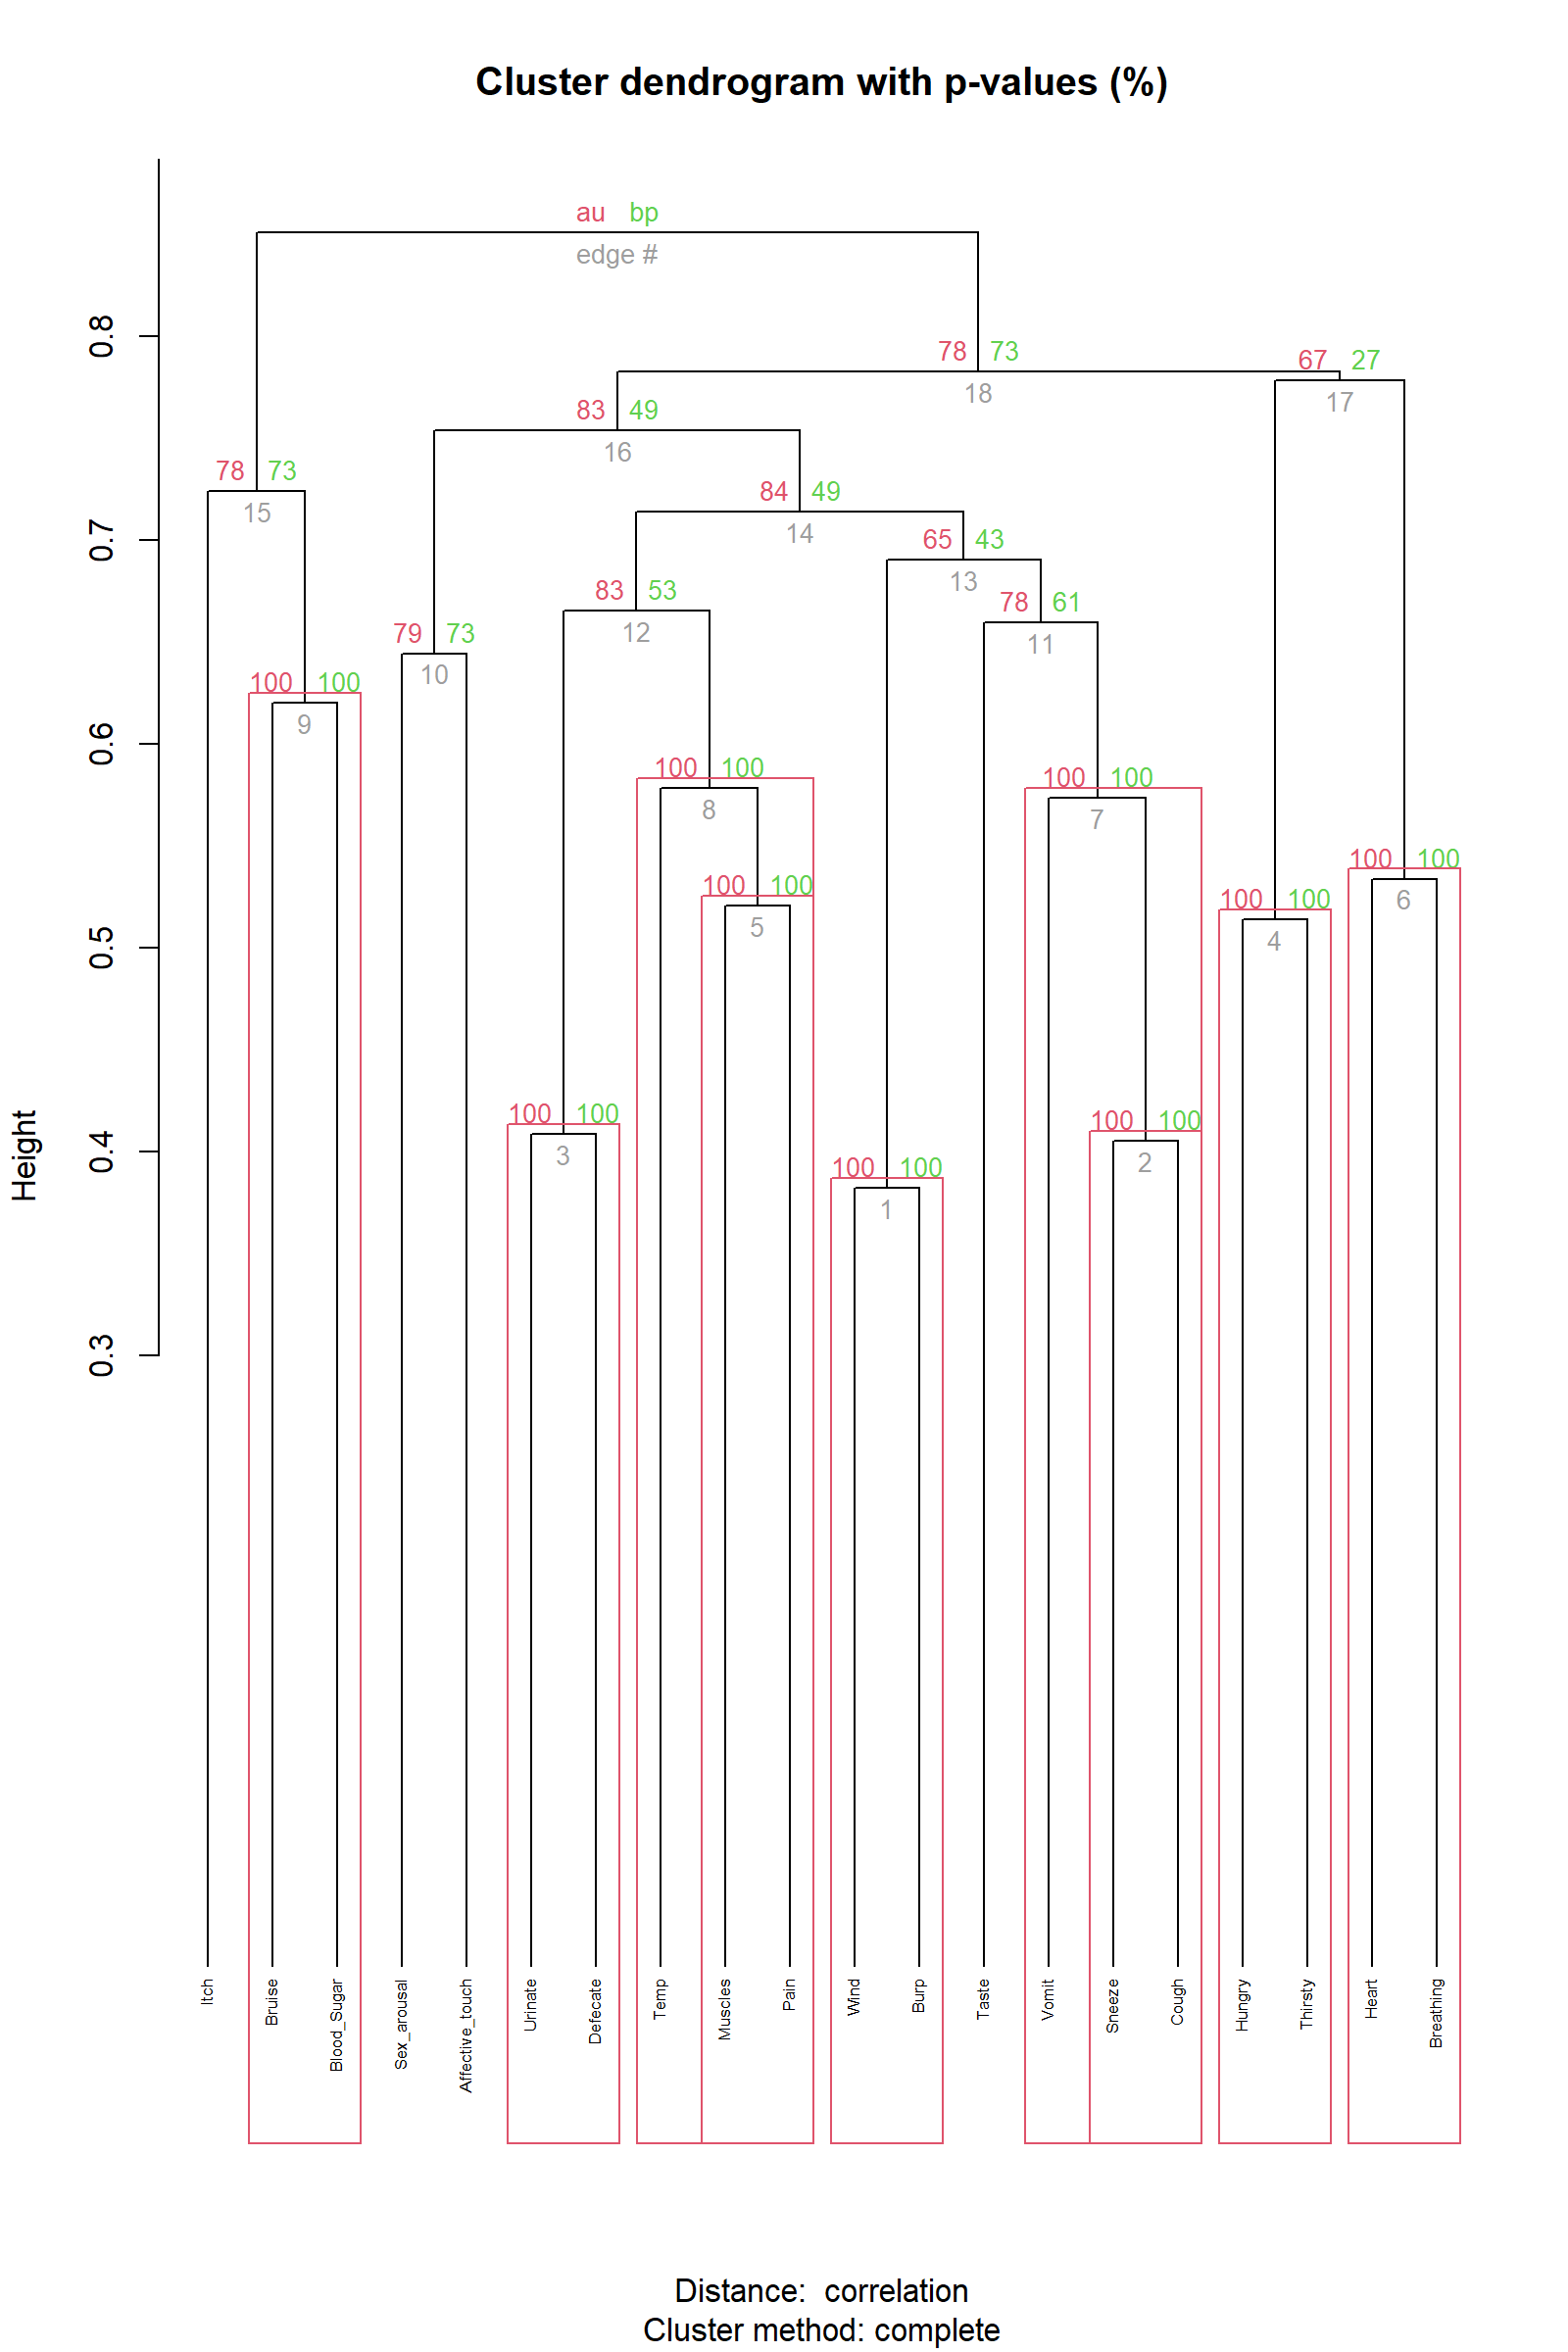 Cluster dendrogram with p-values (%)
au bp
edge #
0.8
78 73
67 27
18
17
83 49
16
78 73
15
84 49
14
0.7
65 43
13
83 53
12
78 61
11
79 73
10
100 100
9
0.6
100 100
8
100 100
7
100 100
6
100 100
5
100 100
4
0.5
100 100
3
100 100
2
0.4
100 100
1
Height
0.3
Itch
Bruise
Blood_Sugar
Sex_arousal
Affective_touch
Urinate
Defecate
Temp
Muscles
Pain
Wind
Burp
Taste
Vomit
Sneeze
Cough
Hungry
Thirsty
Heart
Breathing
Distance: correlation
Cluster method: complete